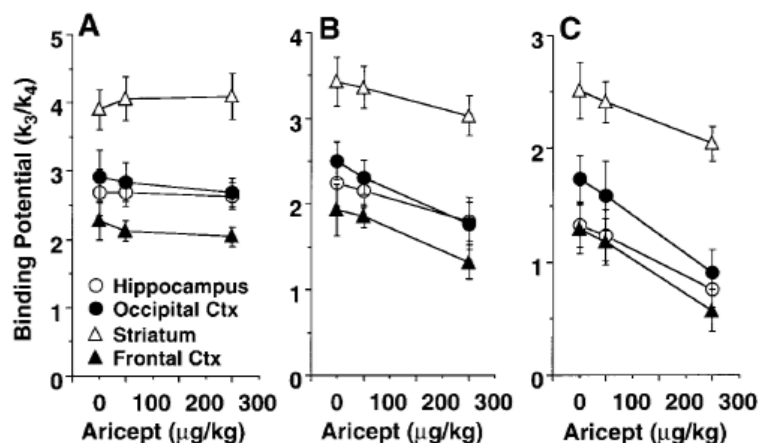 A
B
C
Binding Potential (k3/k4)
5
4
3
2
1
0
4
3
2
1
0
3
2
1
0
Hippocampus
Occipital Ctx
Striatum
Frontal Ctx
0 100 200 300
0 100 200 300
0 100 200 300
Aricept (μg/kg)
Aricept (μg/kg)
Aricept (μg/kg)